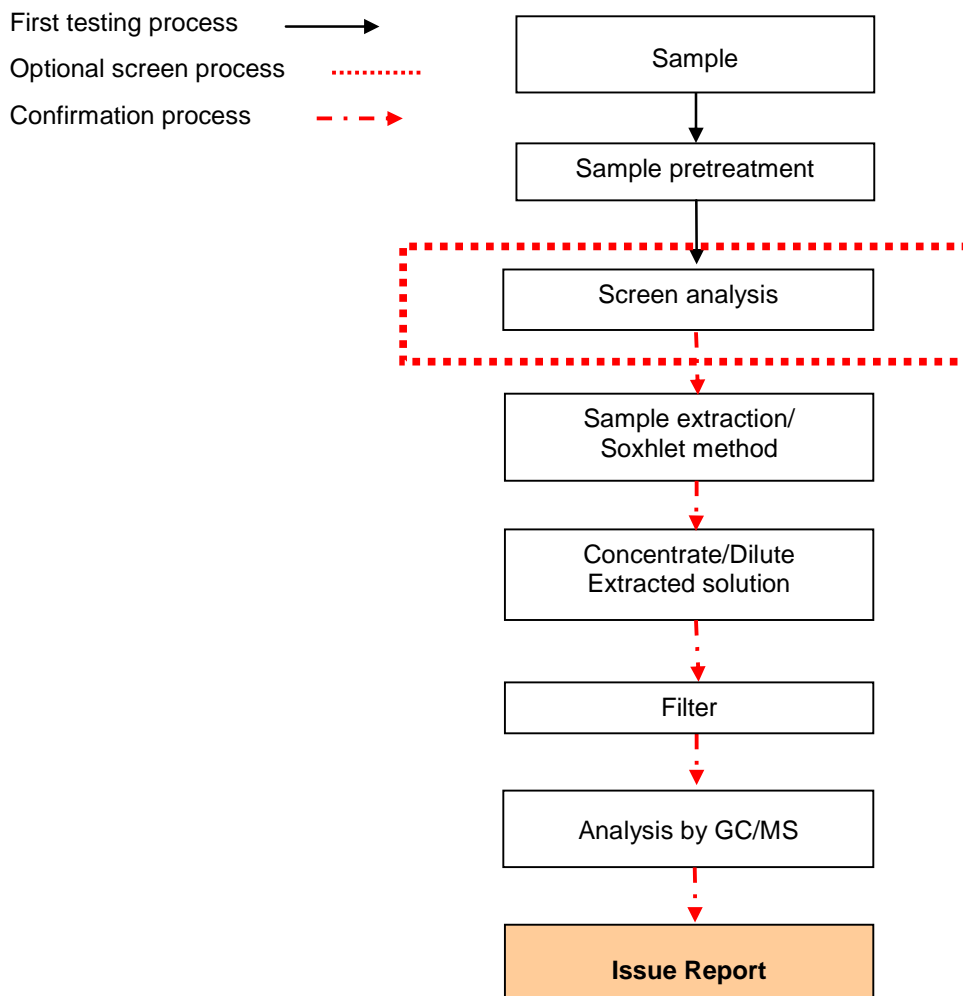 First testing process
Optional screen process
Confirmation process
Sample
Sample pretreatment
Screen analysis
Sample extraction/
Soxhlet method
Concentrate/Dilute
Extracted solution
Filter
Analysis by GC/MS
Issue Report